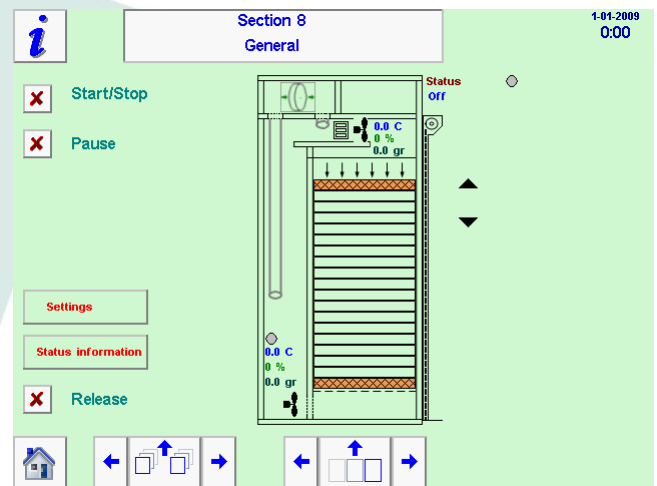 i
Section 8
General
1-01-2009
0:00
Start/Stop
Pause
Status
Off
0.0 C
0 %
0.0 gr
Settings
Status information
0.0 C
0 %
0.0 gr
Release